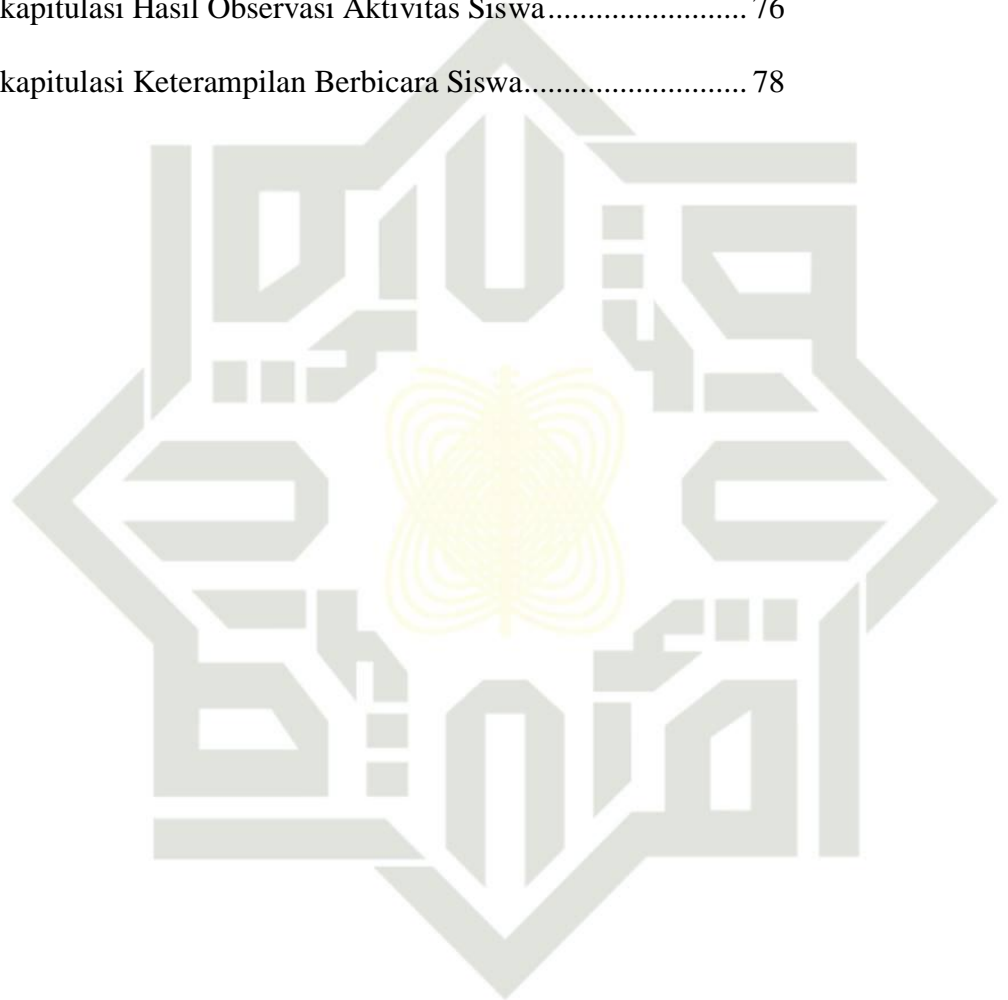 kapitulasi Hasil Observasi Aktivitas Siswa......................... 76
kapitulasi Keterampilan Berbicara Siswa............................ 78